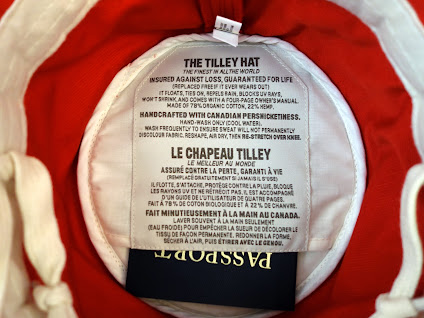 THE TILLEY HAT
THE FINEST IN ALL THE WORLD
INSURED AGAINST LOSS, GUARANTEED FOR LIFE
(REPLACED FREE IF IT EVER WEARS OUT)
IT FLOATS, TIES ON, REPELS RAIN, BLOCKS UV RAYS,
WON'T SHRINK, AND COMES WITH A FOUR-PAGE OWNER'S MANUAL.
MADE OF 78% ORGANIC COTTON, 22% HEMP.
HANDCRAFTED WITH CANADIAN PERSNICKETINESS.
HAND-WASH ONLY (COOL WATER).
WASH FREQUENTLY TO ENSURE SWEAT WILL NOT PERMANENTLY
DISCOLOUR FABRIC. RESHAPE, AIR DRY, THEN RE-STRETCH OVER KNEE.
LE CHAPEAU TILLEY
LE MEILLEUR AU MONDE
ASSURÉ CONTRE LA PERTE, GARANTI À VIE
(REMPLACÉ GRATUITEMENT SI JAMAIS IL S'USE)
IL FLOTTE, S'ATTACHE, PROTÈGE CONTRE LA PLUIE, BLOQUE
LES RAYONS UV ET NE RÉTRÉCIT PAS. IL EST ACCOMPAGNÉ
D'UN GUIDE DE L'UTILISATEUR DE QUATRE PAGES.
FAIT À 78 % DE COTON BIOLOGIQUE ET À 22 % DE CHANVRE.
FAIT MINUTIEUSEMENT À LA MAIN AU CANADA.
LAVER SOUVENT À LA MAIN SEULEMENT
(EAU FROIDE) POUR EMPÊCHER LA SUEUR DE DÉCOLORER LE
TISSU DE FAÇON PERMANENTE. REDONNER LA FORME,
SÉCHER À L'AIR, PUIS ÉTIRER AVEC LE GENOU.
PASSPORT